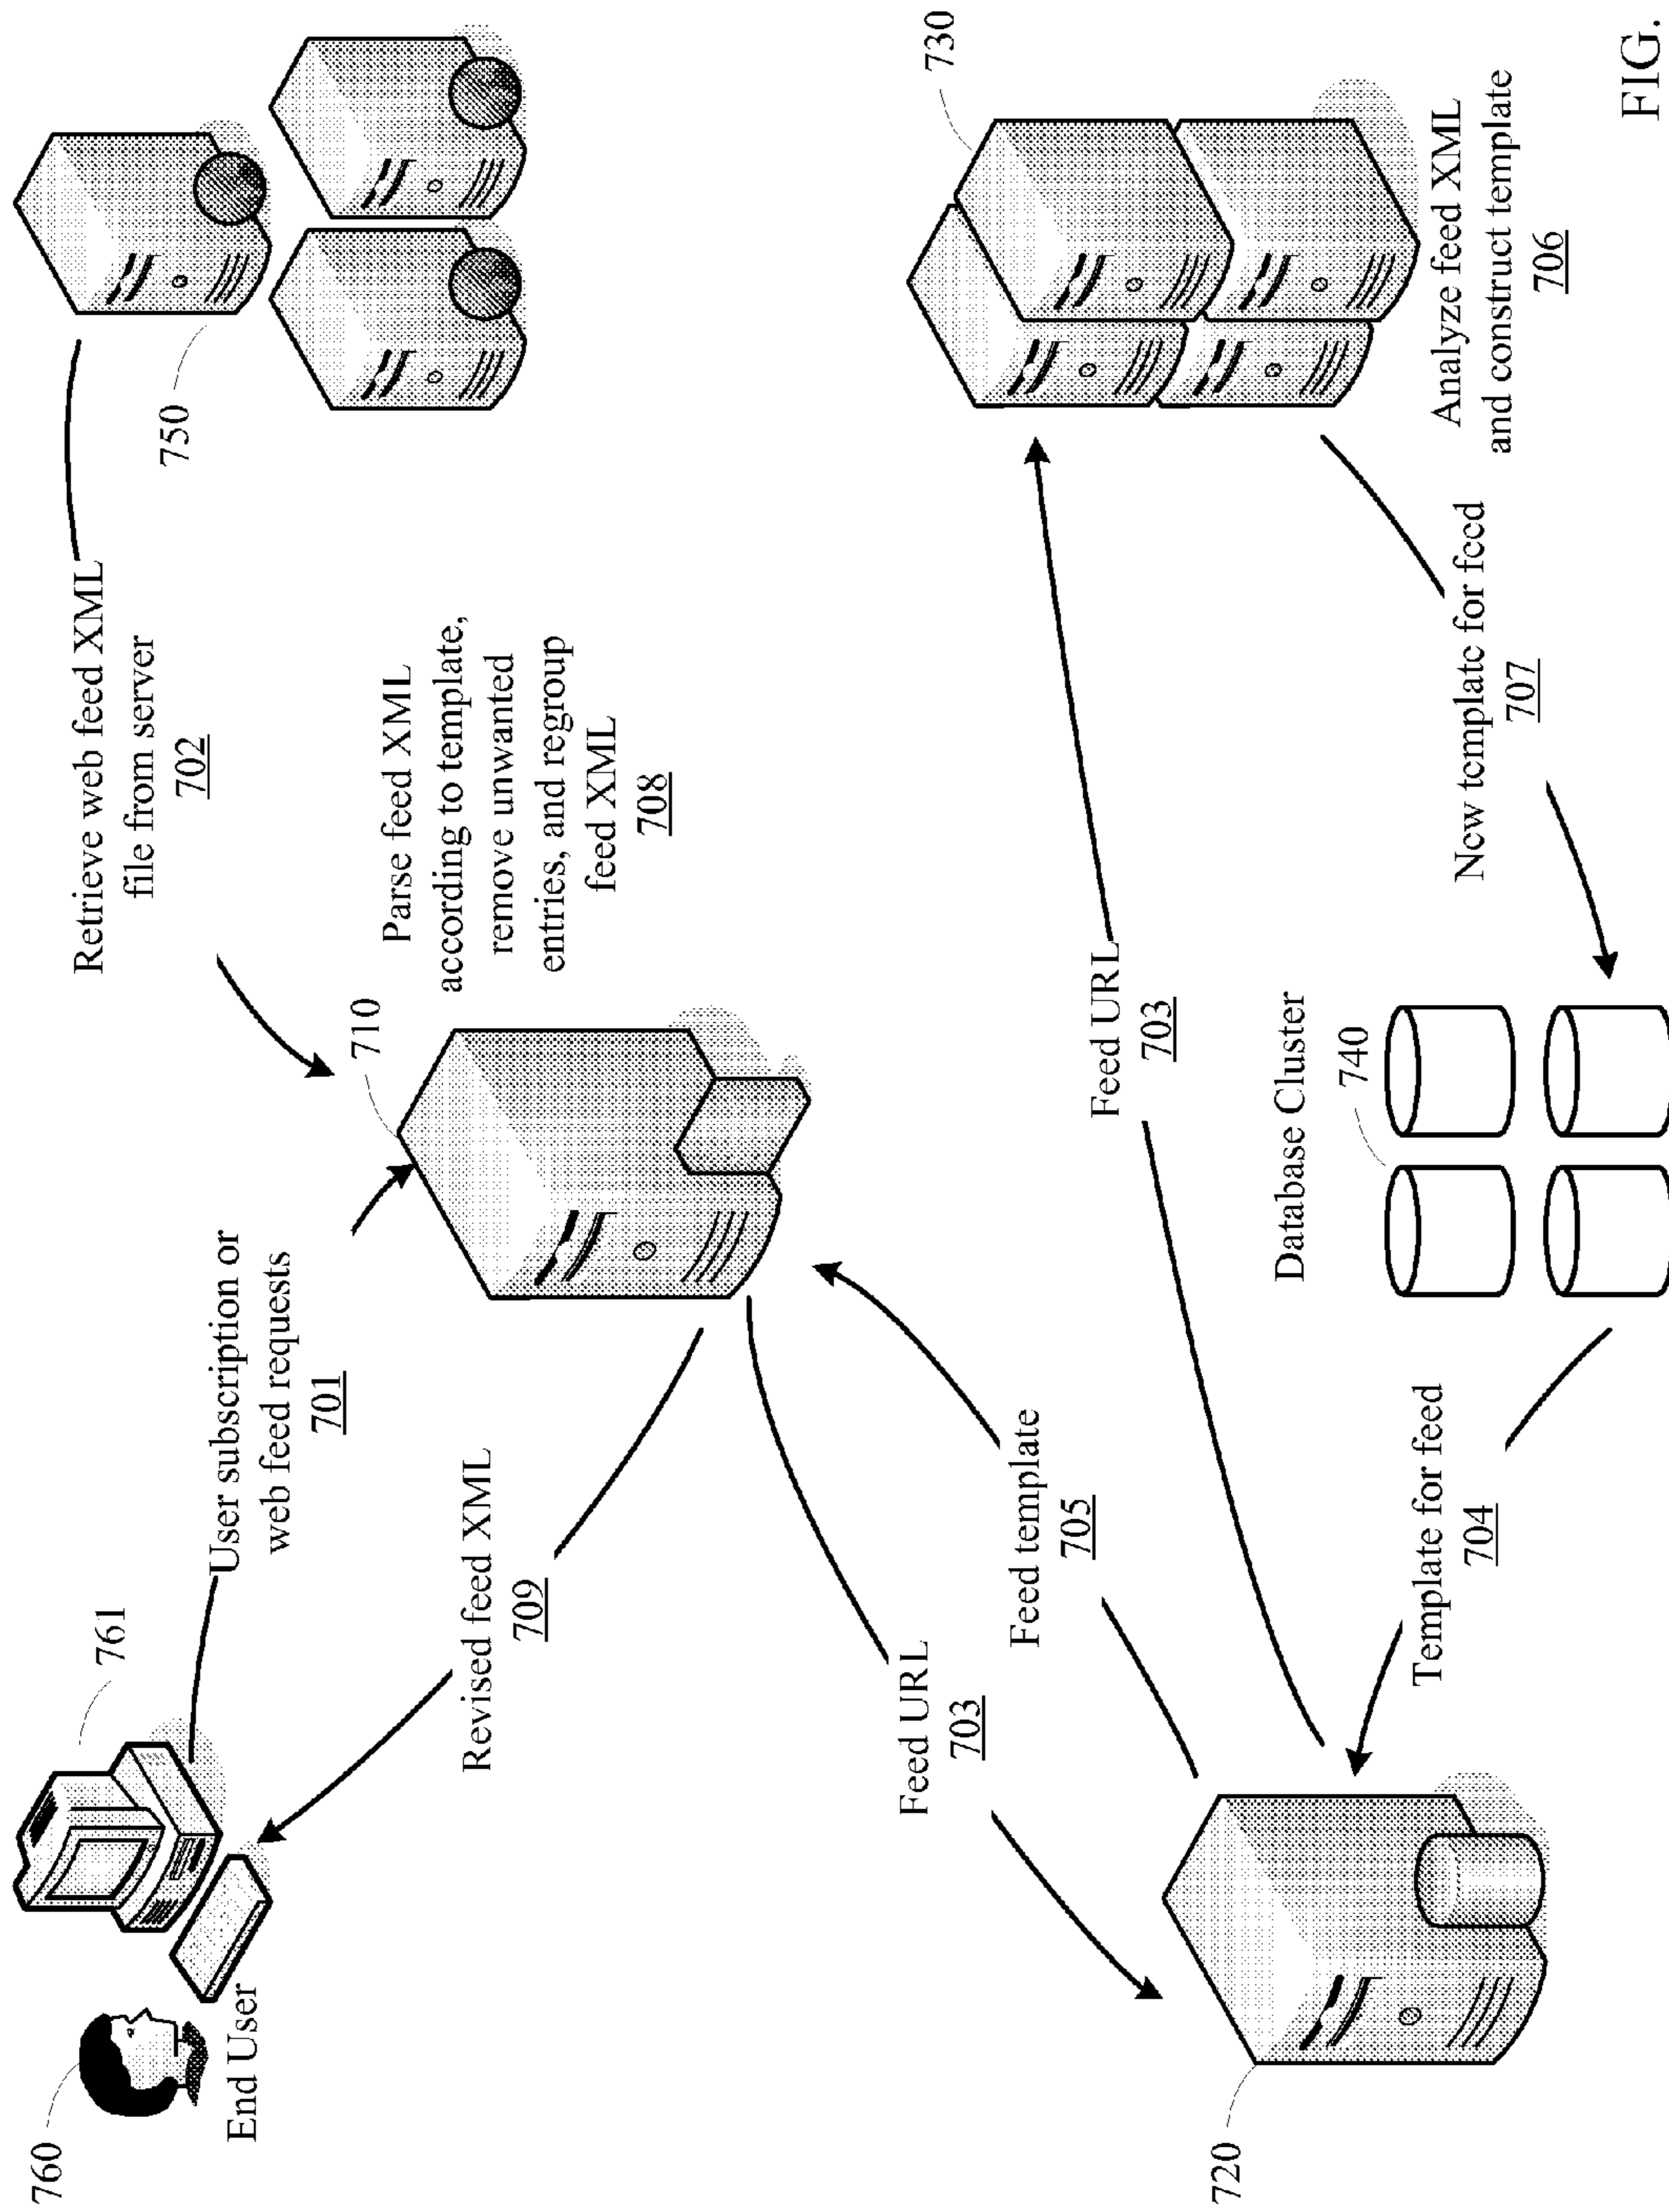 760
End User
761
User subscription or
web feed requests
701
Retrieve web feed XML
file from server
702
750
Revised feed XML
709
710
Parse feed XML
according to template,
remove unwanted
entries, and regroup
feed XML
708
Feed URL
703
Feed template
705
Feed URL
703
730
720
Template for feed
704
Database Cluster
740
New template for feed
707
Analyze feed XML
and construct template
706
FIG.